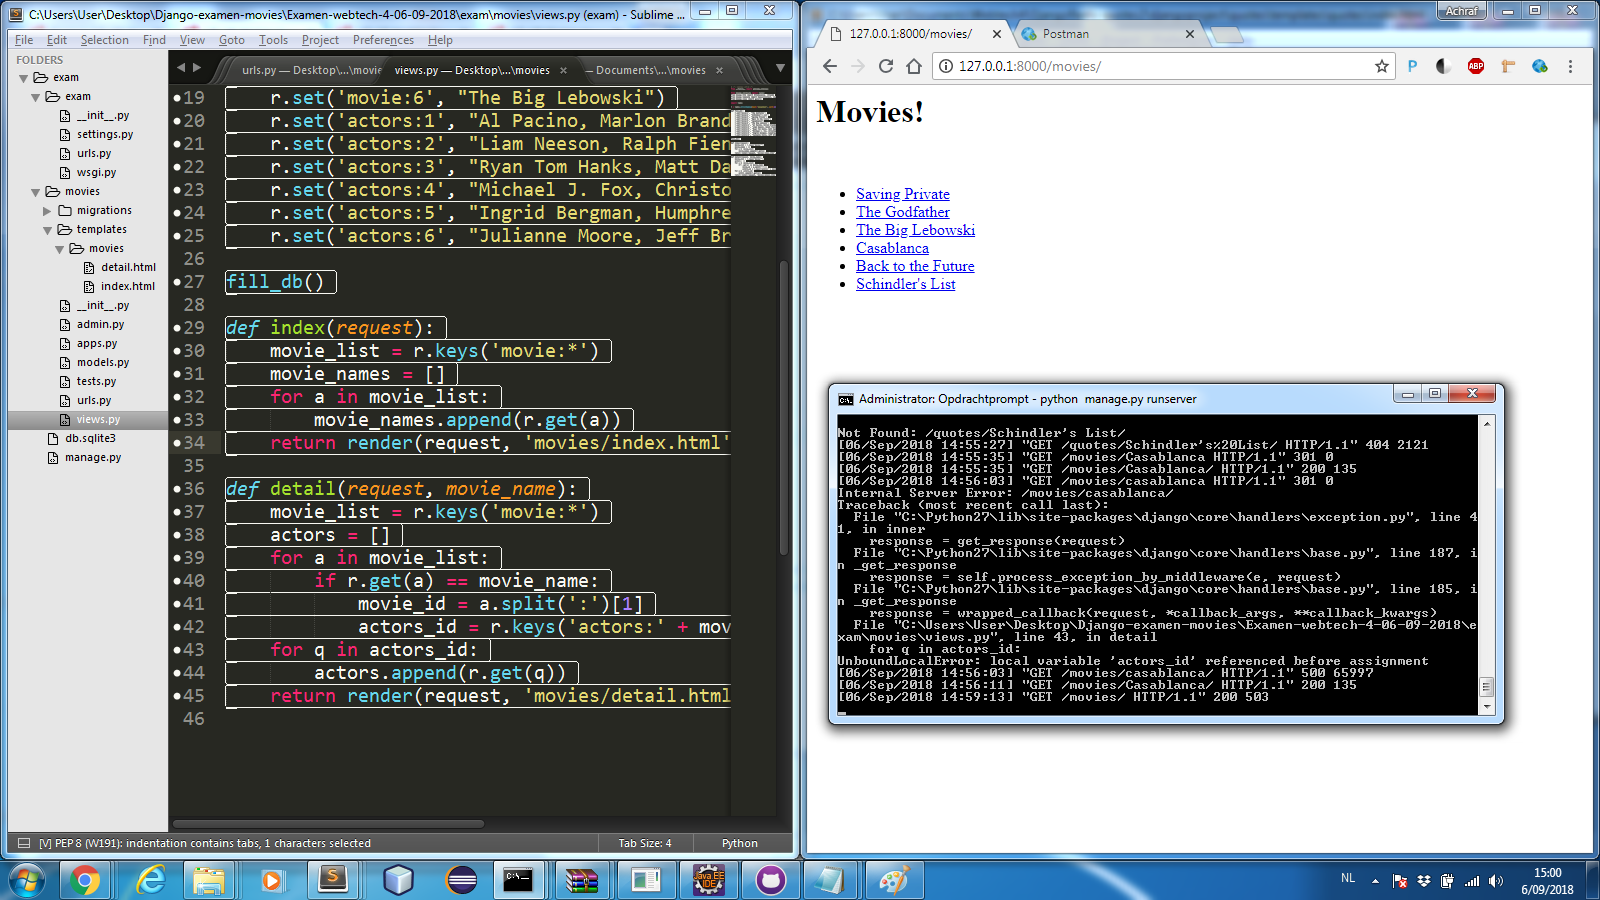 C:\Users\User\Desktop\Django-examen-movies\Examen-webtech-4-06-09-2018\exam\movies\views.py (exam) - Sublime ...
File Edit Selection Find View Goto Tools Project Preferences Help
FOLDERS
exam
exam
__init__.py
settings.py
urls.py
wsgi.py
movies
migrations
templates
movies
detail.html
index.html
__init__.py
admin.py
apps.py
models.py
tests.py
urls.py
views.py
db.sqlite3
manage.py
urls.py — Desktop\...\movie
views.py — Desktop\...\movies
— Documents\...\movies
19 r.set('movie:6', "The Big Lebowski")
20 r.set('actors:1', "Al Pacino, Marlon Brand
21 r.set('actors:2', "Liam Neeson, Ralph Fien
22 r.set('actors:3', "Ryan Tom Hanks, Matt Da
23 r.set('actors:4', "Michael J. Fox, Christo
24 r.set('actors:5', "Ingrid Bergman, Humphre
25 r.set('actors:6', "Julianne Moore, Jeff Br
26
27 fill_db()
28
29 def index(request):
30 movie_list = r.keys('movie:*')
31 movie_names = []
32 for a in movie_list:
33 movie_names.append(r.get(a))
34 return render(request, 'movies/index.html'
35
36 def detail(request, movie_name):
37 movie_list = r.keys('movie:*')
38 actors = []
39 for a in movie_list:
40 if r.get(a) == movie_name:
41 movie_id = a.split(':')[1]
42 actors_id = r.keys('actors:' + mov
43 for q in actors_id:
44 actors.append(r.get(q))
45 return render(request, 'movies/detail.html
46
[V] PEP 8 (W191): indentation contains tabs, 1 characters selected
Tab Size: 4
Python
Achraf
127.0.0.1:8000/movies/
Postman
127.0.0.1:8000/movies/
P
ABP
Movies!
Saving Private
The Godfather
The Big Lebowski
Casablanca
Back to the Future
Schindler's List
Administrator: Opdrachtprompt - python manage.py runserver
Not Found: /quotes/Schindler's List/
[06/Sep/2018 14:55:27] "GET /quotes/Schindler's%20List/ HTTP/1.1" 404 2121
[06/Sep/2018 14:55:35] "GET /movies/Casablanca HTTP/1.1" 301 0
[06/Sep/2018 14:55:35] "GET /movies/Casablanca/ HTTP/1.1" 200 135
[06/Sep/2018 14:56:03] "GET /movies/casablanca HTTP/1.1" 301 0
Internal Server Error: /movies/casablanca/
Traceback (most recent call last):
File "C:\Python27\lib\site-packages\django\core\handlers\exception.py", line 4
1, in inner
response = get_response(request)
File "C:\Python27\lib\site-packages\django\core\handlers\base.py", line 187, i
n _get_response
response = self.process_exception_by_middleware(e, request)
File "C:\Python27\lib\site-packages\django\core\handlers\base.py", line 185, i
n _get_response
response = wrapped_callback(request, *callback_args, **callback_kwargs)
File "C:\Users\User\Desktop\Django-examen-movies\Examen-webtech-4-06-09-2018\e
xam\movies\views.py", line 43, in detail
for q in actors_id:
UnboundLocalError: local variable 'actors_id' referenced before assignment
[06/Sep/2018 14:56:03] "GET /movies/casablanca/ HTTP/1.1" 500 65997
[06/Sep/2018 14:56:11] "GET /movies/Casablanca/ HTTP/1.1" 200 135
[06/Sep/2018 14:59:13] "GET /movies/ HTTP/1.1" 200 503
Java EE
IDE
NL
15:00
6/09/2018